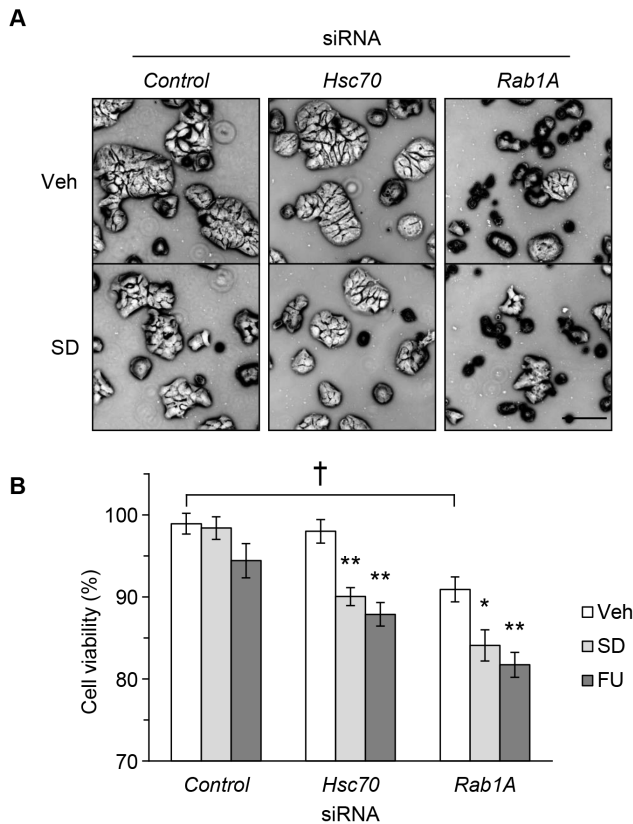 A
siRNA
Control Hsc70 Rab1A
Veh
SD
B
†
100
90
80
70
Cell viability (%)
** ** * **
Veh
SD
FU
Control Hsc70 Rab1A
siRNA